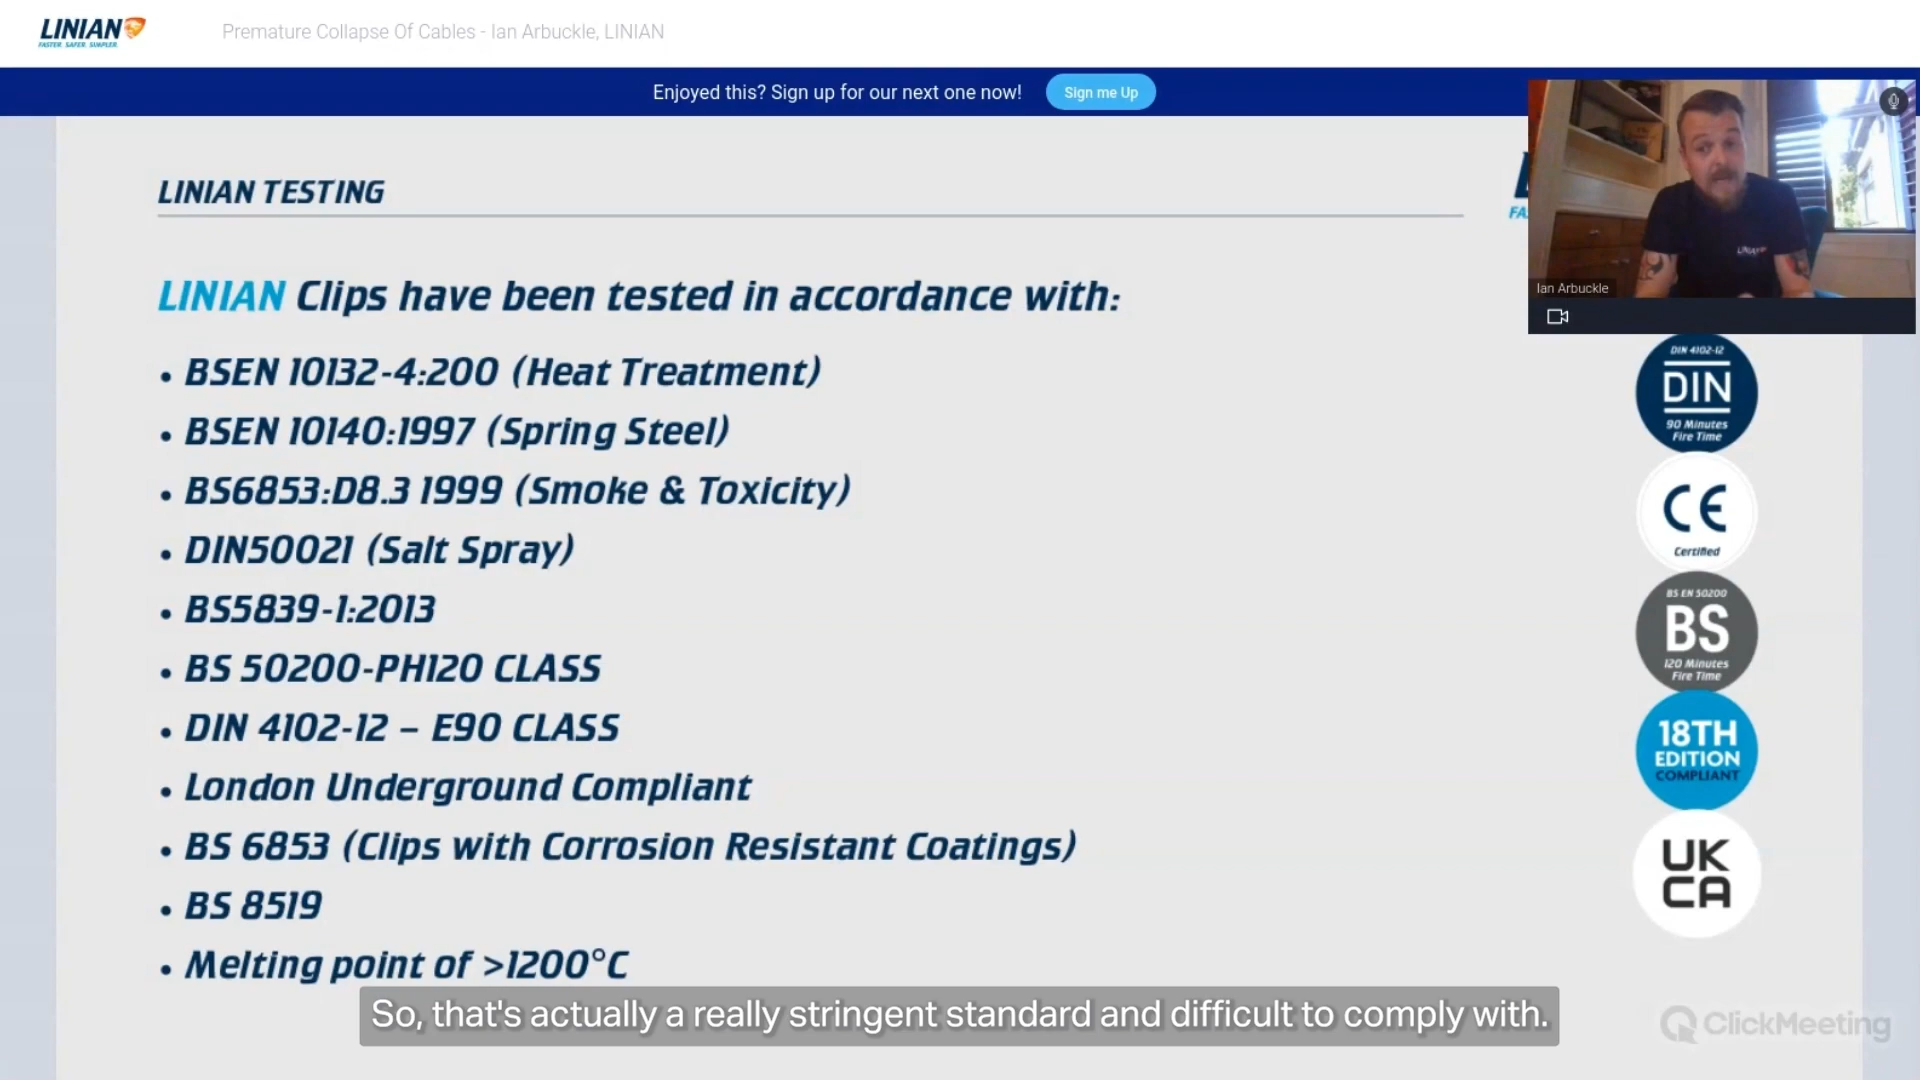 LINIAN
FASTER. SAFER. SIMPLER.
Premature Collapse Of Cables - Ian Arbuckle, LINIAN
Enjoyed this? Sign up for our next one now!
Sign me Up
LINIAN TESTING
FAS
LINIAN
Ian Arbuckle
LINIAN Clips have been tested in accordance with:
• BSEN 10132-4:200 (Heat Treatment)
• BSEN 10140:1997 (Spring Steel)
• BS6853:D8.3 1999 (Smoke & Toxicity)
• DIN50021 (Salt Spray)
• BS5839-1:2013
• BS 50200-PH120 CLASS
• DIN 4102-12 – E90 CLASS
• London Underground Compliant
• BS 6853 (Clips with Corrosion Resistant Coatings)
• BS 8519
• Melting point of >1200°C
DIN 4102-12
DIN
90 Minutes
Fire Time
CE
Certified
BS EN 50200
BS
120 Minutes
Fire Time
18TH
EDITION
COMPLIANT
UK
CA
So, that's actually a really stringent standard and difficult to comply with.
ClickMeeting